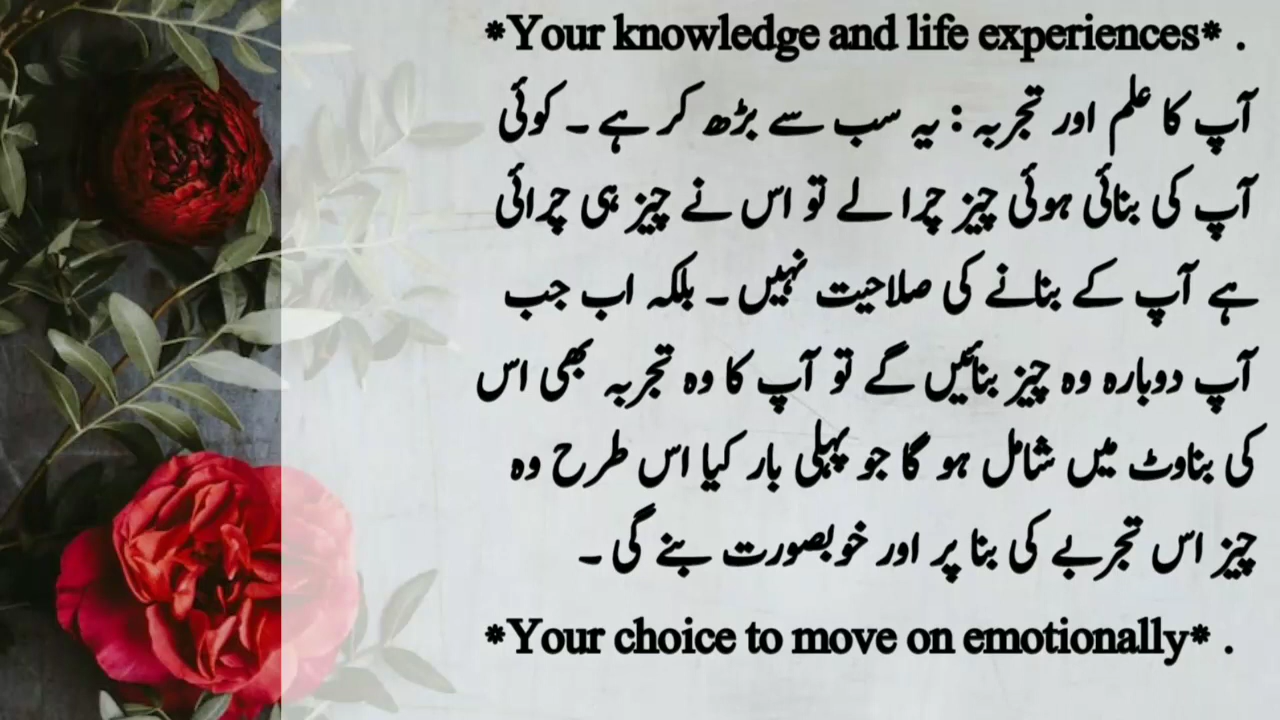 *Your knowledge and life experiences* .
آپ کا علم اور تجربہ : یہ سب سے بڑھ کر ہے ۔ کوئی
آپ کی بنائی ہوئی چیز چرا لے تو اس نے چیز ہی چرائی
ہے آپ کے بنانے کی صلاحیت نہیں ۔ بلکہ اب جب
آپ دوبارہ وہ چیز بنائیں گے تو آپ کا وہ تجربہ بھی اس
کی بناوٹ میں شامل ہو گا جو پہلی بار کیا اس طرح وہ
چیز اس تجربے کی بنا پر اور خوبصورت بنے گی ۔
*Your choice to move on emotionally* .